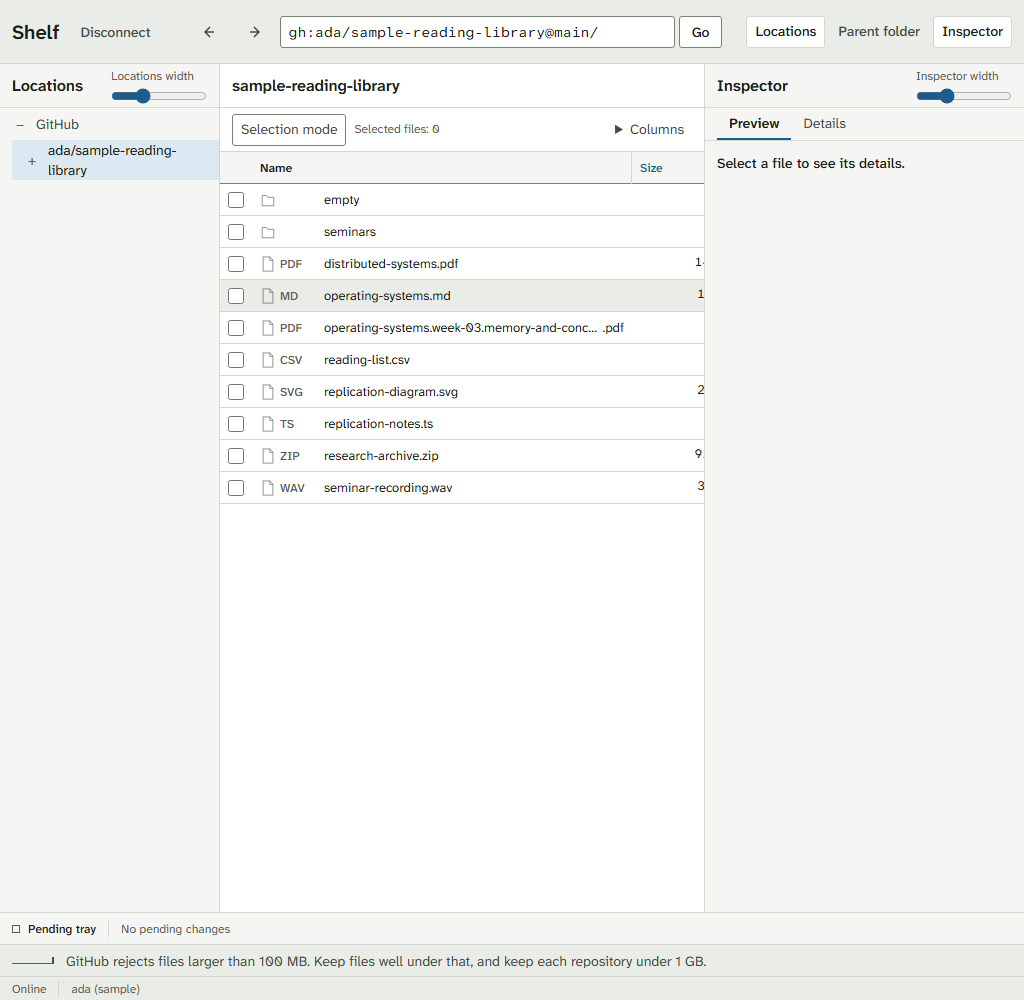 Shelf Disconnect ← → gh:ada/sample-reading-library@main/ Go Locations Parent folder Inspector
Locations Locations width
– GitHub
+ ada/sample-reading-
library
sample-reading-library
Selection mode Selected files: 0 ▶ Columns
Name Size
empty
seminars
PDF distributed-systems.pdf
MD operating-systems.md 1
PDF operating-systems.week-03.memory-and-conc... .pdf
CSV reading-list.csv
SVG replication-diagram.svg 2
TS replication-notes.ts
ZIP research-archive.zip 9
WAV seminar-recording.wav 3
Inspector Inspector width
Preview Details
Select a file to see its details.
Pending tray No pending changes
GitHub rejects files larger than 100 MB. Keep files well under that, and keep each repository under 1 GB.
Online ada (sample)